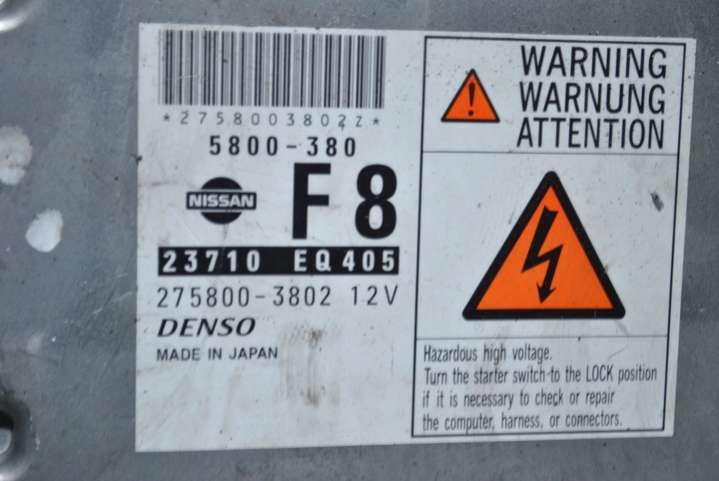 *2758003802Z*
5800-380
NISSAN
F8
23710 EQ405
275800-3802 12V
DENSO
MADE IN JAPAN
WARNING
WARNUNG
ATTENTION
Hazardous high voltage.
Turn the starter switch to the LOCK position
if it is necessary to check or repair
the computer, harness, or connectors.